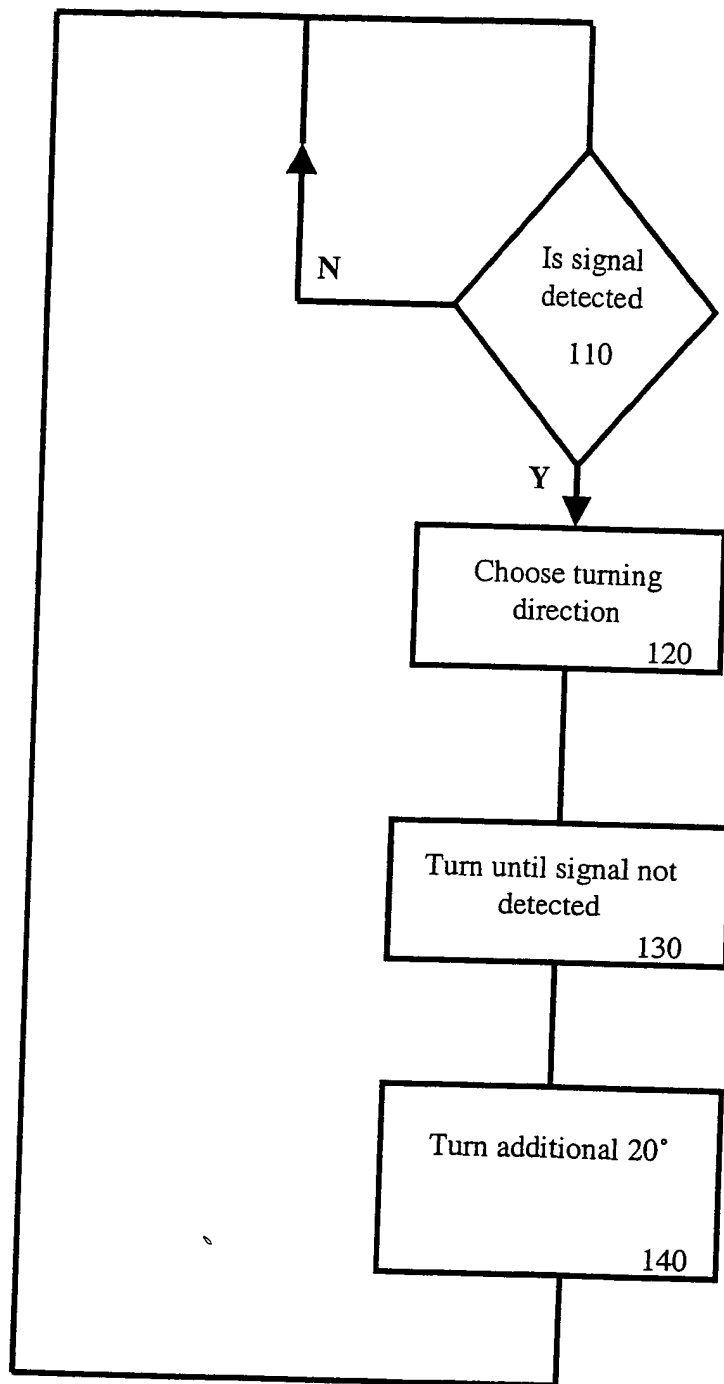 Is signal
detected
110
N
Y
Choose turning
direction
120
Turn until signal not
detected
130
Turn additional 20°
140